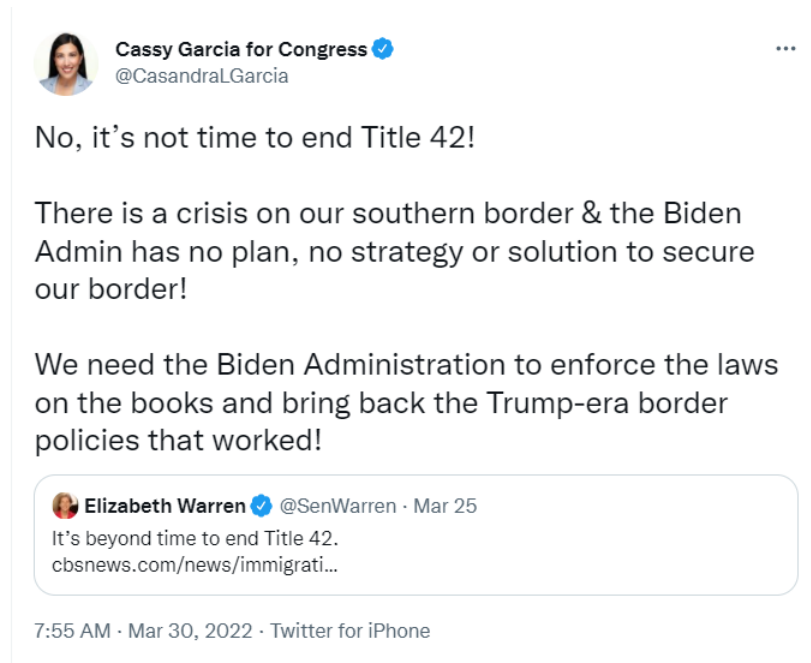 Cassy Garcia for Congress
@CasandraLGarcia
No, it’s not time to end Title 42!
There is a crisis on our southern border & the Biden
Admin has no plan, no strategy or solution to secure
our border!
We need the Biden Administration to enforce the laws
on the books and bring back the Trump-era border
policies that worked!
Elizabeth Warren @SenWarren · Mar 25
It’s beyond time to end Title 42.
cbsnews.com/news/immigrati...
7:55 AM · Mar 30, 2022 · Twitter for iPhone